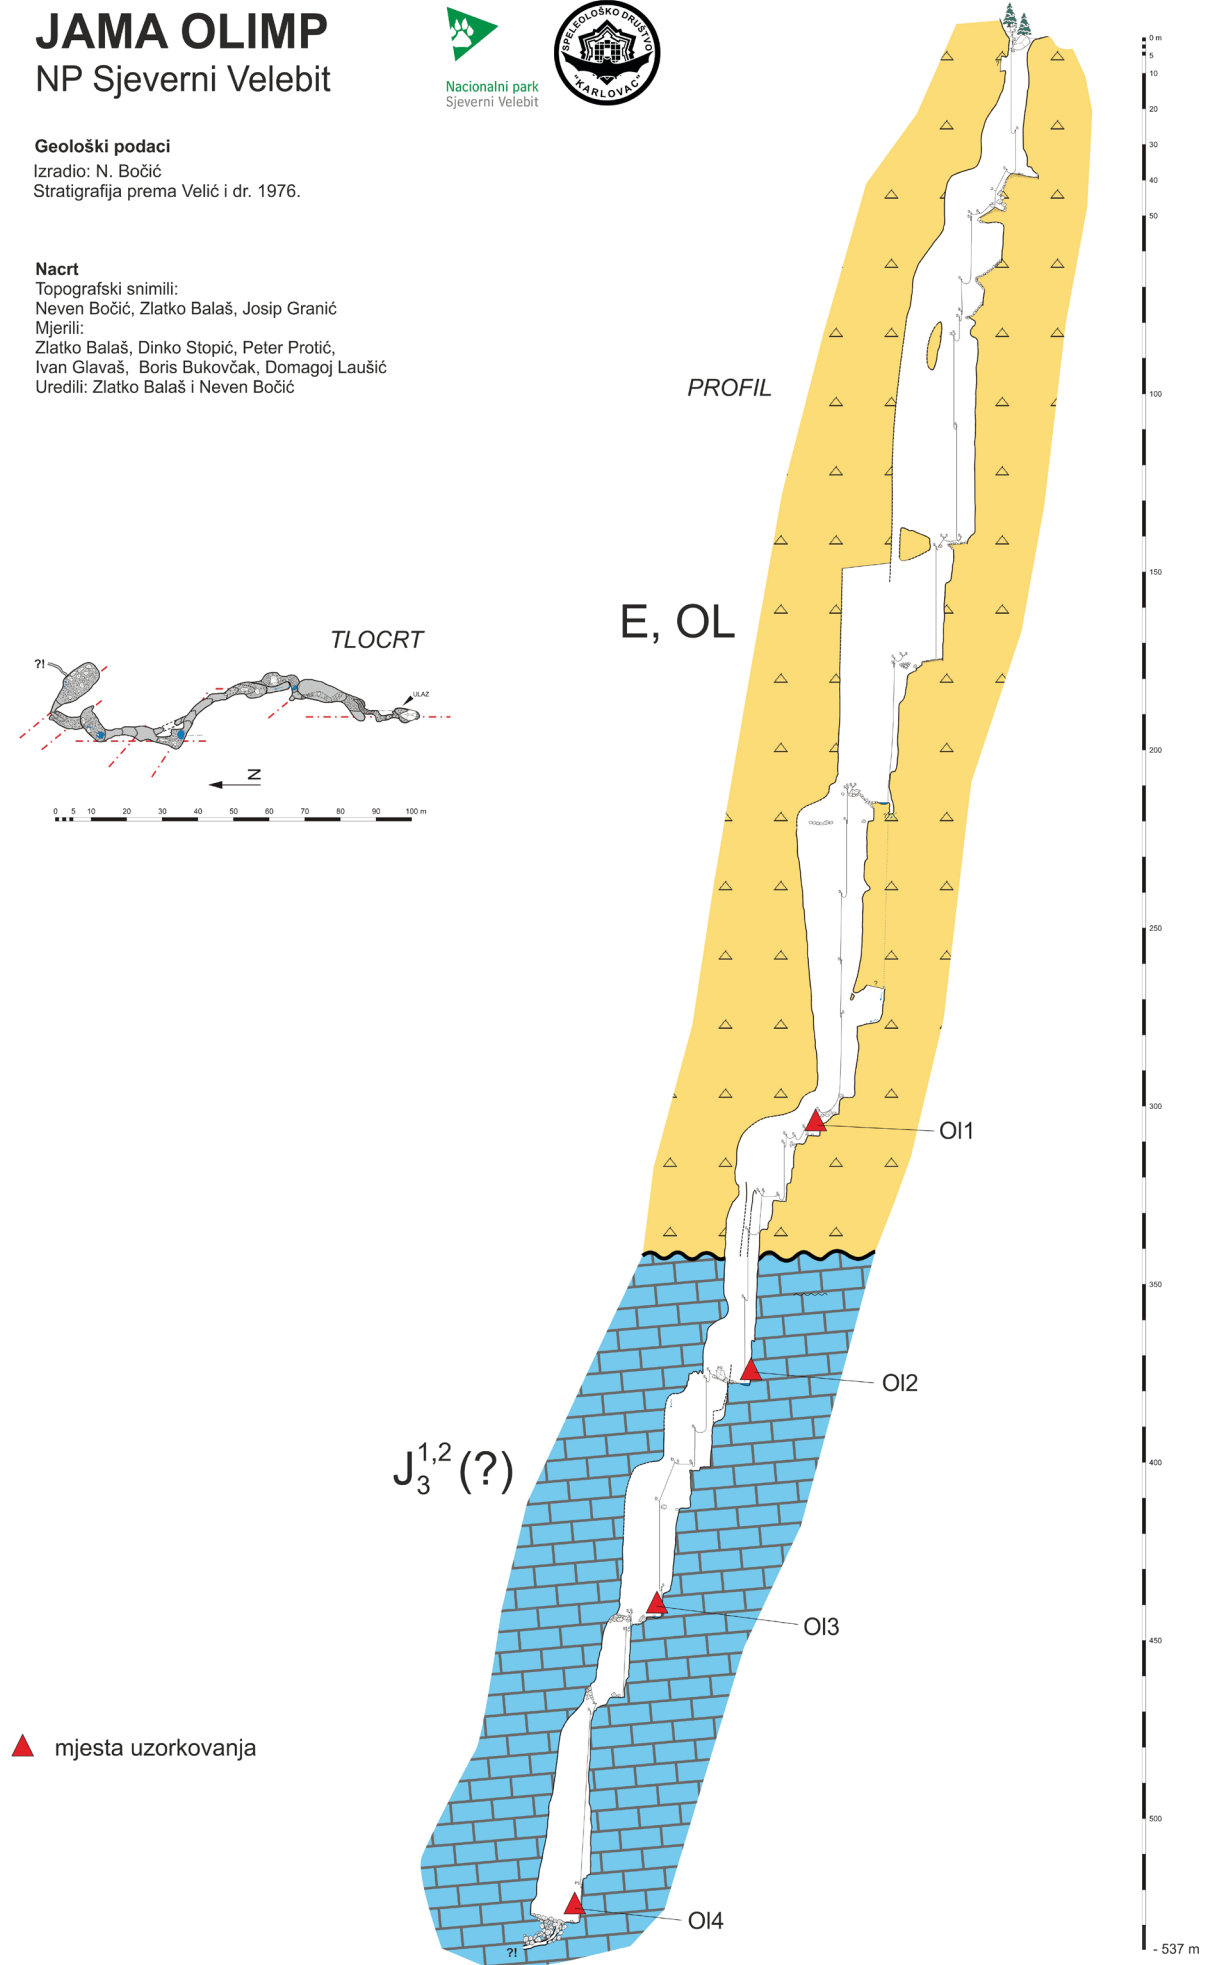 JAMA OLIMP
NP Sjeverni Velebit
Nacionalni park
Sjeverni Velebit
SPELEOLOŠKO DRUŠTVO
"KARLOVAC"
Geološki podaci
Izradio: N. Bočić
Stratigrafija prema Velić i dr. 1976.
Nacrt
Topografski snimili:
Neven Bočić, Zlatko Balaš, Josip Granić
Mjerili:
Zlatko Balaš, Dinko Stopić, Peter Protić,
Ivan Glavaš, Boris Bukovčak, Domagoj Laušić
Uredili: Zlatko Balaš i Neven Bočić
PROFIL
E, OL
TLOCRT
?!
ULAZ
N
0 5 10 20 30 40 50 60 70 80 90 100 m
0 m
5
10
20
30
40
50
100
150
200
250
300
350
400
450
500
- 537 m
?
Ol1
Ol2
J₃¹,² (?)
Ol3
mjesta uzorkovanja
Ol4
?!